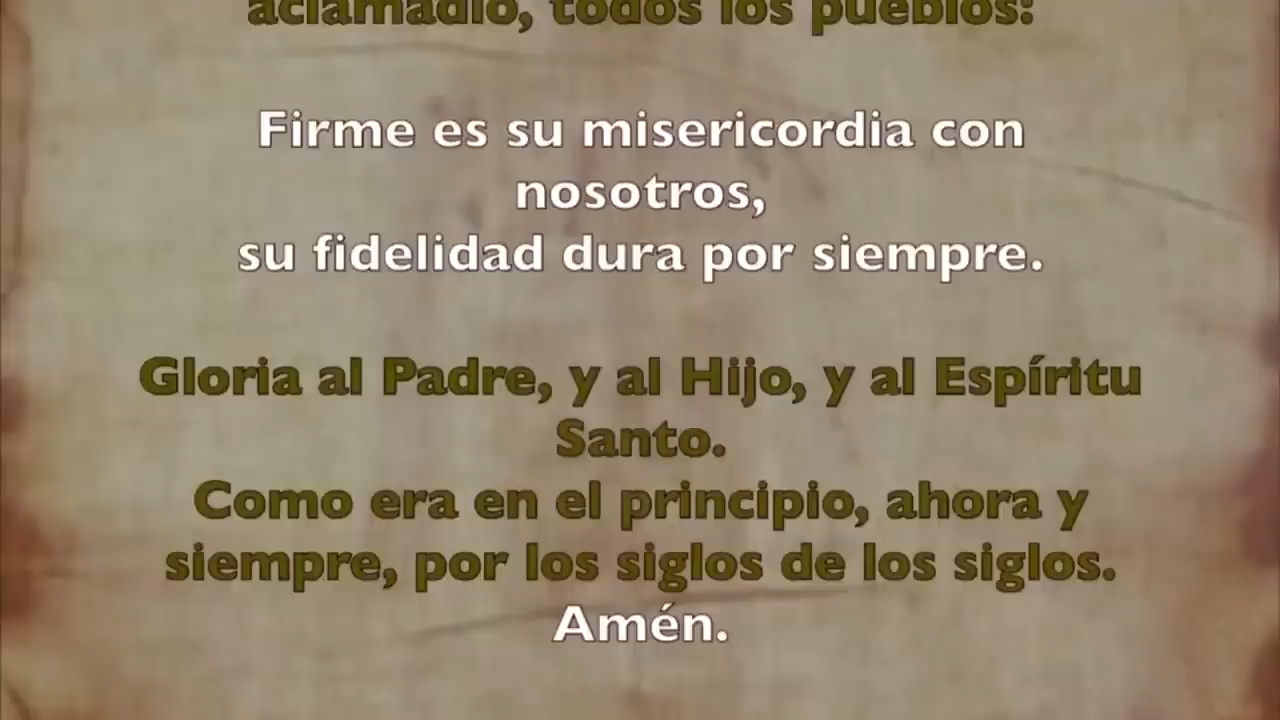 aclamadlo, todos los pueblos:
Firme es su misericordia con
nosotros,
su fidelidad dura por siempre.
Gloria al Padre, y al Hijo, y al Espíritu
Santo.
Como era en el principio, ahora y
siempre, por los siglos de los siglos.
Amén.